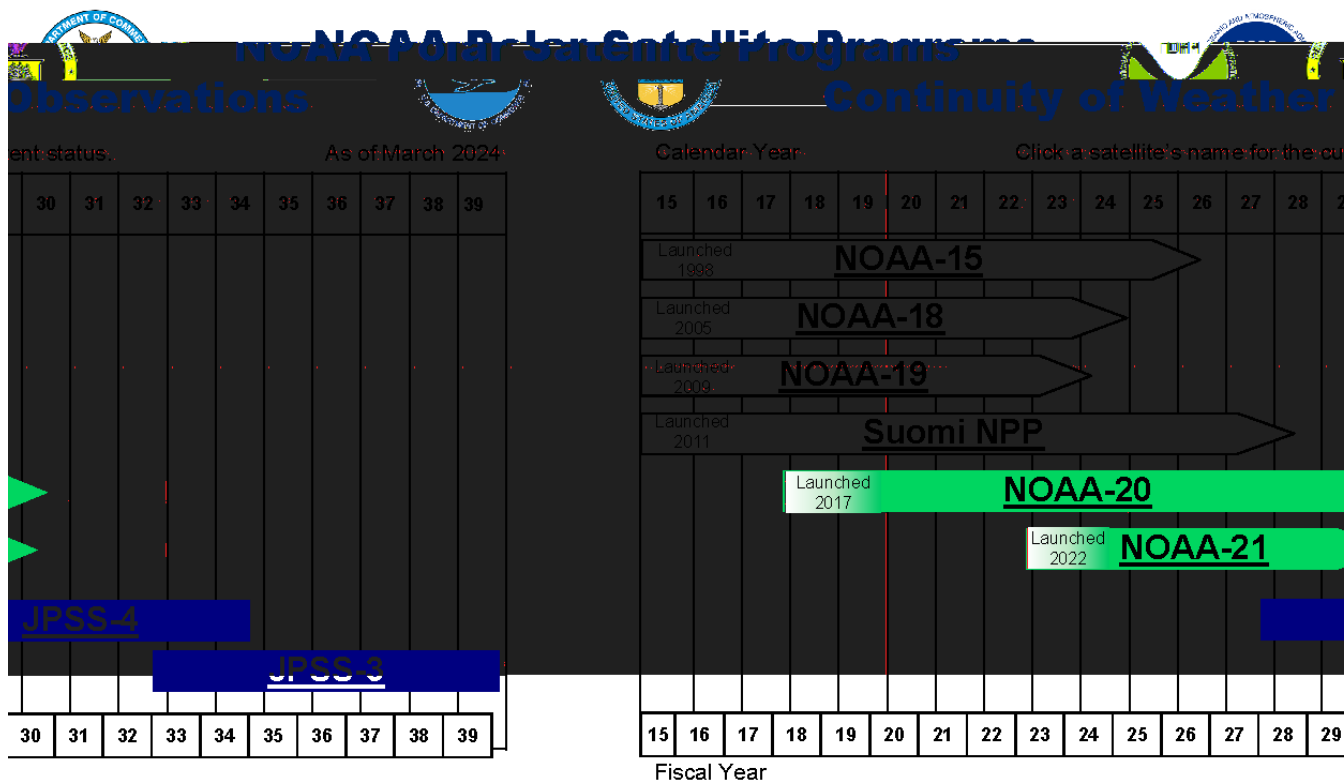 NOAA Polar Satellite Programs
Observations
Continuity of Weather
ent status.
As of March 2024
Calendar Year
Click a satellite's name for the cu
30 31 32 33 34 35 36 37 38 39
15 16 17 18 19 20 21 22 23 24 25 26 27 28
Launched
1998
NOAA-15
Launched
2005
NOAA-18
Launched
2009
NOAA-19
Launched
2011
Suomi NPP
Launched
2017
NOAA-20
Launched
2022
NOAA-21
JPSS-4
JPSS-3
30 31 32 33 34 35 36 37 38 39
15 16 17 18 19 20 21 22 23 24 25 26 27 28 29
Fiscal Year